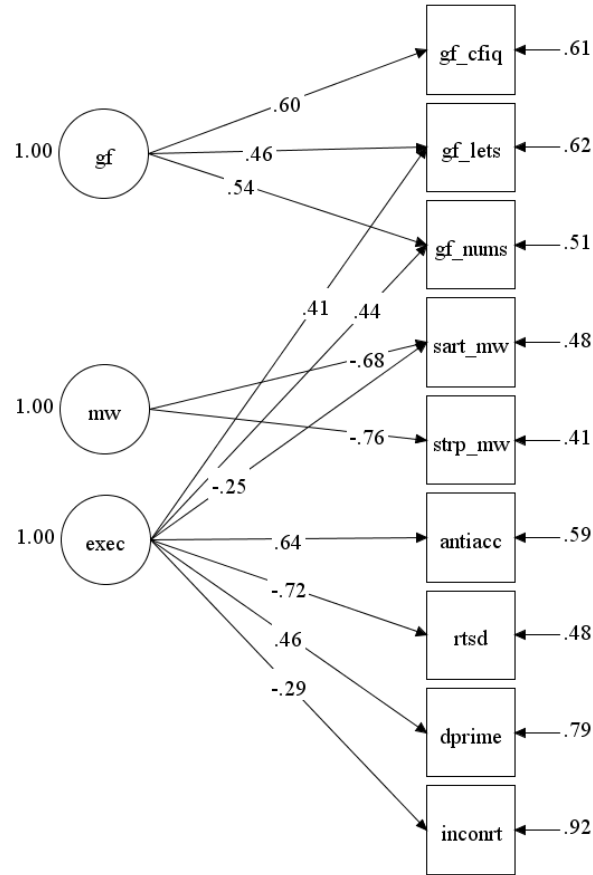 gf_cfiq
.61
.60
1.00
gf
.46
gf_lets
.62
.54
gf_nums
.51
.41
.44
sart_mw
.48
-.68
1.00
mw
-.76
strp_mw
.41
-.25
1.00
exec
.64
antiacc
.59
-.72
rtsd
.48
.46
-.29
dprime
.79
inconrt
.92